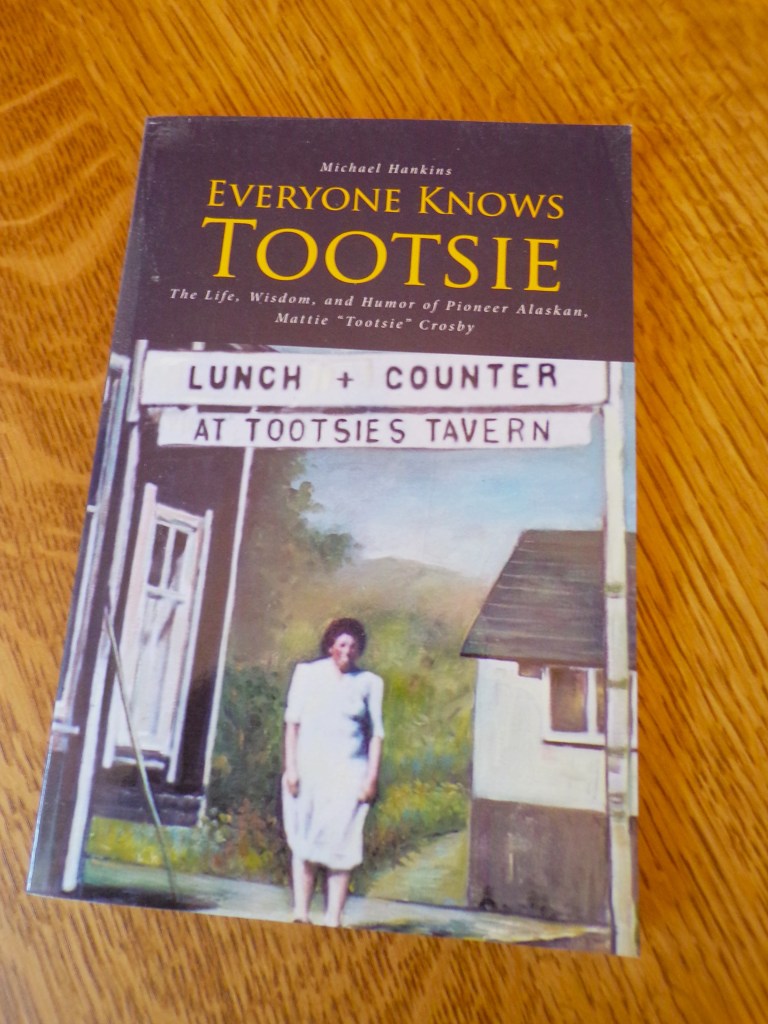 Michael Hankins
EVERYONE KNOWS
TOOTSIE
The Life, Wisdom, and Humor of Pioneer Alaskan,
Mattie "Tootsie" Crosby
LUNCH + COUNTER
AT TOOTSIES TAVERN